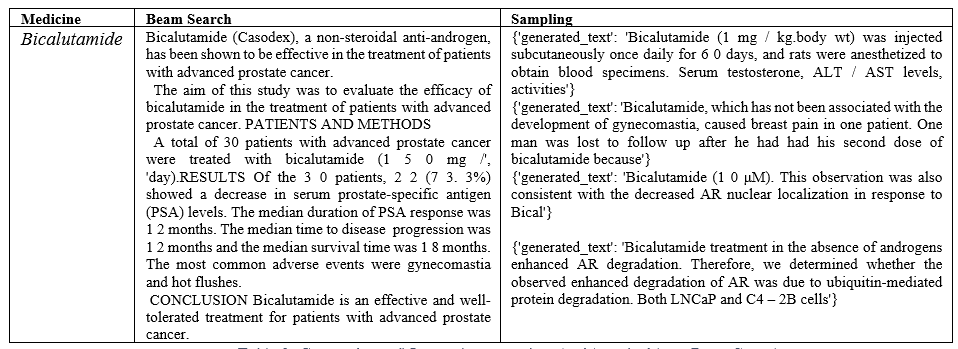 Medicine
Beam Search
Sampling
Bicalutamide
Bicalutamide (Casodex), a non-steroidal anti-androgen,
has been shown to be effective in the treatment of patients
with advanced prostate cancer.
The aim of this study was to evaluate the efficacy of
bicalutamide in the treatment of patients with advanced
prostate cancer. PATIENTS AND METHODS
A total of 30 patients with advanced prostate cancer
were treated with bicalutamide (1 5 0 mg /',
'day).RESULTS Of the 3 0 patients, 2 2 (7 3. 3%)
showed a decrease in serum prostate-specific antigen
(PSA) levels. The median duration of PSA response was
1 2 months. The median time to disease progression was
1 2 months and the median survival time was 1 8 months.
The most common adverse events were gynecomastia
and hot flushes.
CONCLUSION Bicalutamide is an effective and well-
tolerated treatment for patients with advanced prostate
cancer.
{'generated_text': 'Bicalutamide (1 mg / kg.body wt) was injected
subcutaneously once daily for 6 0 days, and rats were anesthetized to
obtain blood specimens. Serum testosterone, ALT / AST levels,
activities'}
{'generated_text': 'Bicalutamide, which has not been associated with the
development of gynecomastia, caused breast pain in one patient. One
man was lost to follow up after he had had his second dose of
bicalutamide because'}
{'generated_text': 'Bicalutamide (1 0 µM). This observation was also
consistent with the decreased AR nuclear localization in response to
Bical'}
{'generated_text': 'Bicalutamide treatment in the absence of androgens
enhanced AR degradation. Therefore, we determined whether the
observed enhanced degradation of AR was due to ubiquitin-mediated
protein degradation. Both LNCaP and C4 – 2B cells'}